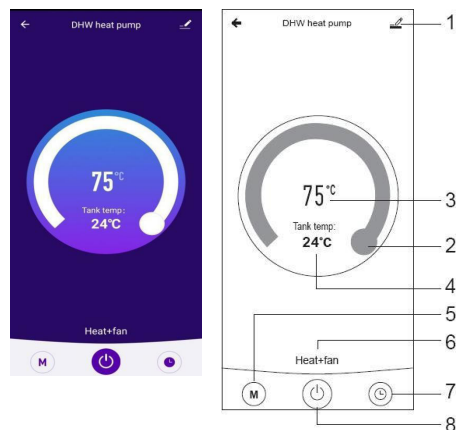 DHW heat pump
75°C
Tank temp:
24°C
Heat+fan
M
DHW heat pump
1
75°C
3
Tank temp:
2
24°C
4
5
6
Heat+fan
M
7
8